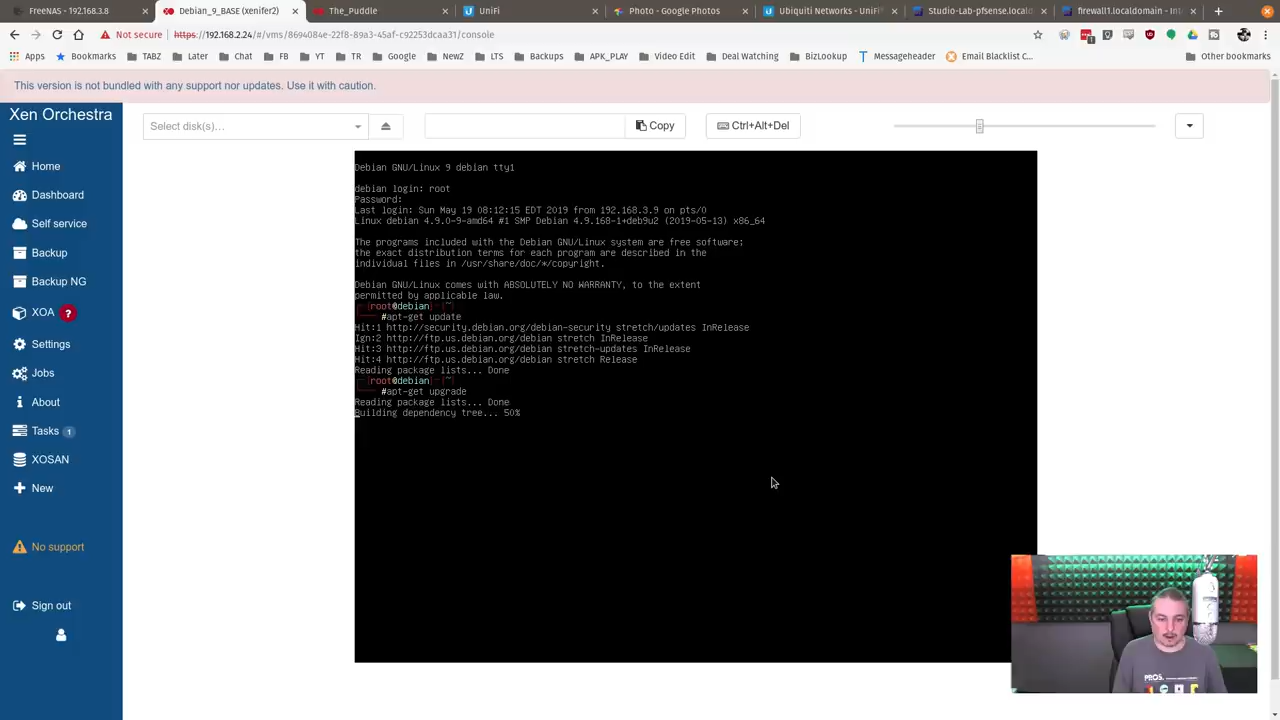 FreeNAS - 192.168.3.8
Debian_9_BASE (xenifer2)
The_Puddle
UniFi
Photo - Google Photos
Ubiquiti Networks - UniFi
Studio-Lab-pfsense.locald
firewall1.localdomain - Int
Not secure
https://192.168.2.24/#/vms/8694084e-22f8-89a3-45af-c92253dcaa31/console
Apps
Bookmarks
TABZ
Later
Chat
FB
YT
TR
Google
NewZ
LTS
Backups
APK_PLAY
Video Edit
Deal Watching
BizLookup
Messageheader
Email Blacklist C...
Other bookmarks
This version is not bundled with any support nor updates. Use it with caution.
Xen Orchestra
Home
Dashboard
Self service
Backup
Backup NG
XOA ?
Settings
Jobs
About
Tasks 1
XOSAN
New
No support
Sign out
Select disk(s)...
Copy
Ctrl+Alt+Del
Debian GNU/Linux 9 debian tty1
debian login: root
Password:
Last login: Sun May 19 08:12:15 EDT 2019 from 192.168.3.9 on pts/0
Linux debian 4.9.0-9-amd64 #1 SMP Debian 4.9.168-1+deb9u2 (2019-05-13) x86_64
The programs included with the Debian GNU/Linux system are free software;
the exact distribution terms for each program are described in the
individual files in /usr/share/doc/*/copyright.
Debian GNU/Linux comes with ABSOLUTELY NO WARRANTY, to the extent
permitted by applicable law.
[root@debian]-[~]
#apt-get update
Hit:1 http://security.debian.org/debian-security stretch/updates InRelease
Ign:2 http://ftp.us.debian.org/debian stretch InRelease
Hit:3 http://ftp.us.debian.org/debian stretch-updates InRelease
Hit:4 http://ftp.us.debian.org/debian stretch Release
Reading package lists... Done
[root@debian]-[~]
#apt-get upgrade
Reading package lists... Done
Building dependency tree... 50%
PROS.